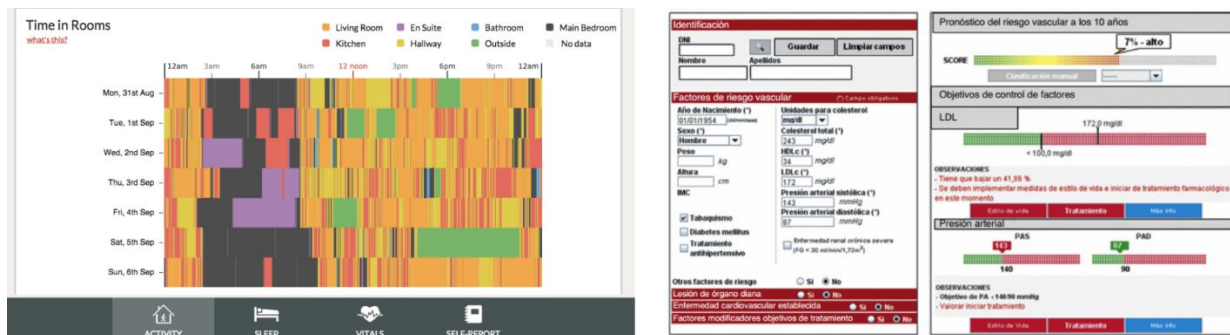 Time in Rooms
what's this?
Living Room En Suite Bathroom Main Bedroom
Kitchen Hallway Outside No data
12am 3am 6am 9am 12 noon 3pm 6pm 9pm 12am
Mon, 31st Aug
Tue, 1st Sep
Wed, 2nd Sep
Thu, 3rd Sep
Fri, 4th Sep
Sat, 5th Sep
Sun, 6th Sep
ACTIVITY SLEEP VITALS SELF-REPORT
Identificación
DNI
Guardar Limpiar campos
Nombre Apellidos
Factores de riesgo vascular (*) Campo obligatorio
Año de Nacimiento (*) Unidades para colesterol
01/01/1954 mg/dl
Sexo (*) Colesterol total (*)
Hombre 243 mg/dl
Peso HDLc (*)
kg 34 mg/dl
Altura LDLc (*)
cm 172 mg/dl
IMC Presión arterial sistólica (*)
143 mmHg
Presión arterial diastólica (*)
87 mmHg
Tabaquismo
Diabetes mellitus
Tratamiento antihipertensivo
Enfermedad renal crónica severa
(FG < 30 ml/min/1,73m²)
Otros factores de riesgo Si No
Lesión de órgano diana Si No
Enfermedad cardiovascular establecida Si No
Factores modificadores objetivos de tratamiento Si No
Pronóstico del riesgo vascular a los 10 años
7% - alto
SCORE
Clasificación manual
Objetivos de control de factores
LDL
172,0 mg/dl
< 100,0 mg/dl
OBSERVACIONES
- Tiene que bajar un 41,86 %
- Se deben implementar medidas de estilo de vida e iniciar de tratamiento farmacológico
en este momento
Estilo de vida Tratamiento Más info.
Presión arterial
PAS PAD
143 87
140 90
OBSERVACIONES
- Objetivo de PA < 140/90 mmHg
- Valorar iniciar tratamiento
Estilo de Vida Tratamiento Más Info.